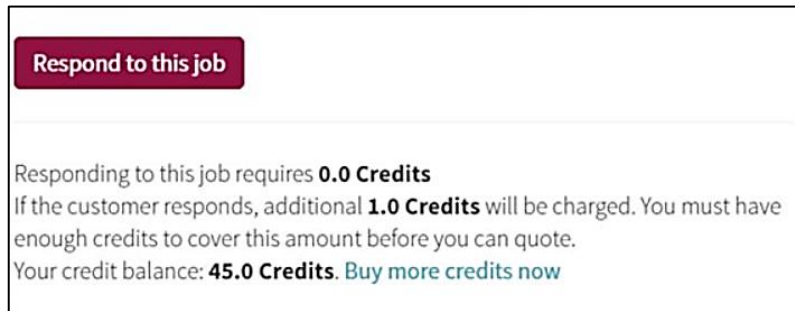 Respond to this job
Responding to this job requires 0.0 Credits
If the customer responds, additional 1.0 Credits will be charged. You must have
enough credits to cover this amount before you can quote.
Your credit balance: 45.0 Credits. Buy more credits now